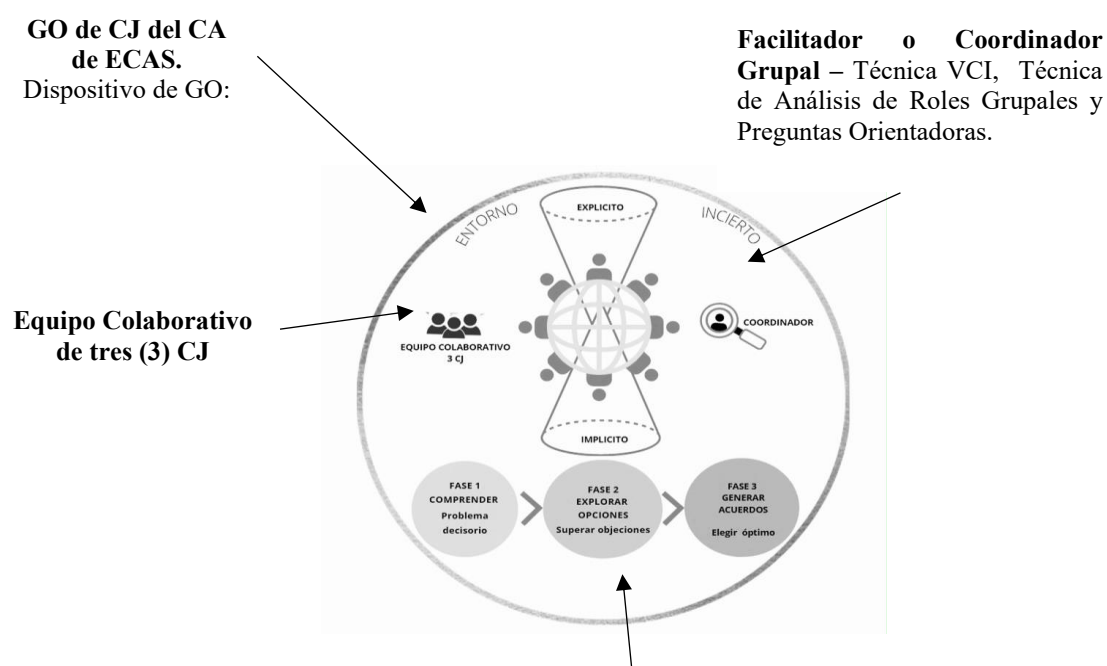 GO de CJ del CA
de ECAS.
Dispositivo de GO:
Facilitador o Coordinador
Grupal – Técnica VCI, Técnica
de Análisis de Roles Grupales y
Preguntas Orientadoras.
ENTORNO
EXPLICITO
INCIERTO
Equipo Colaborativo
de tres (3) CJ
EQUIPO COLABORATIVO
3 CJ
COORDINADOR
IMPLICITO
FASE 1
COMPRENDER
Problema
decisorio
FASE 2
EXPLORAR
OPCIONES
Superar objeciones
FASE 3
GENERAR
ACUERDOS
Elegir óptimo